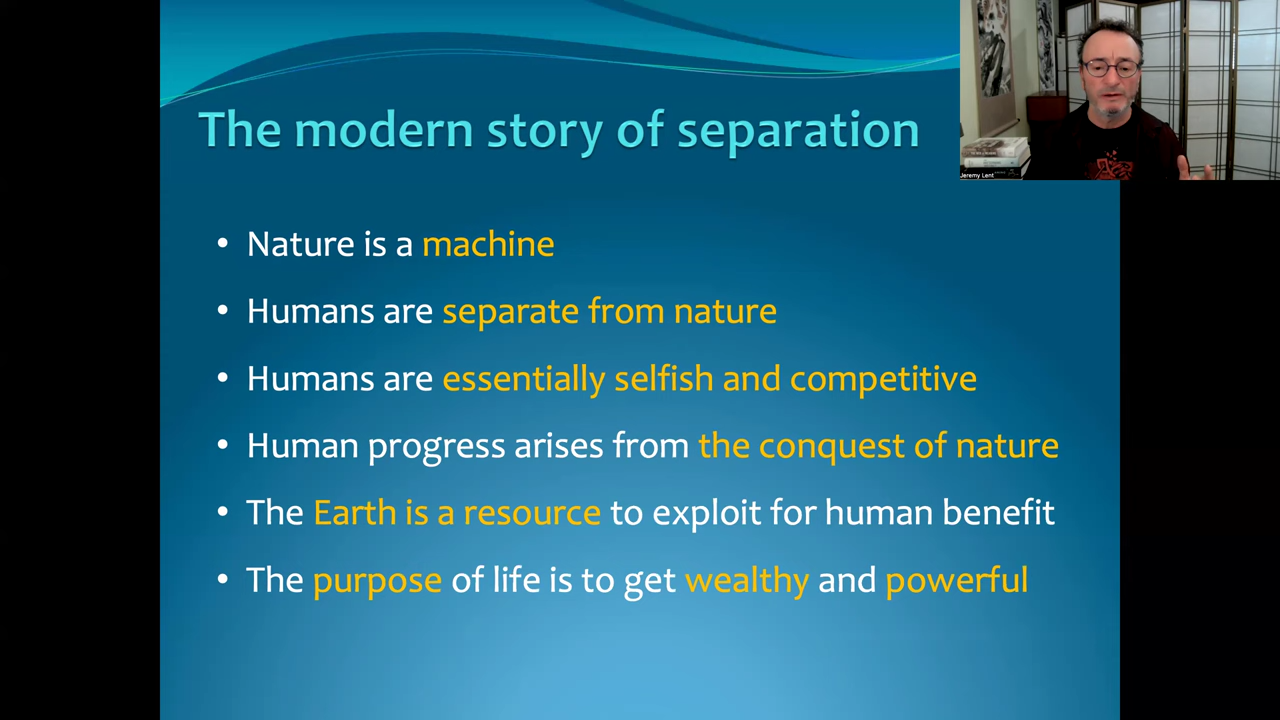 The modern story of separation
• Nature is a machine
• Humans are separate from nature
• Humans are essentially selfish and competitive
• Human progress arises from the conquest of nature
• The Earth is a resource to exploit for human benefit
• The purpose of life is to get wealthy and powerful
Jeremy Lent